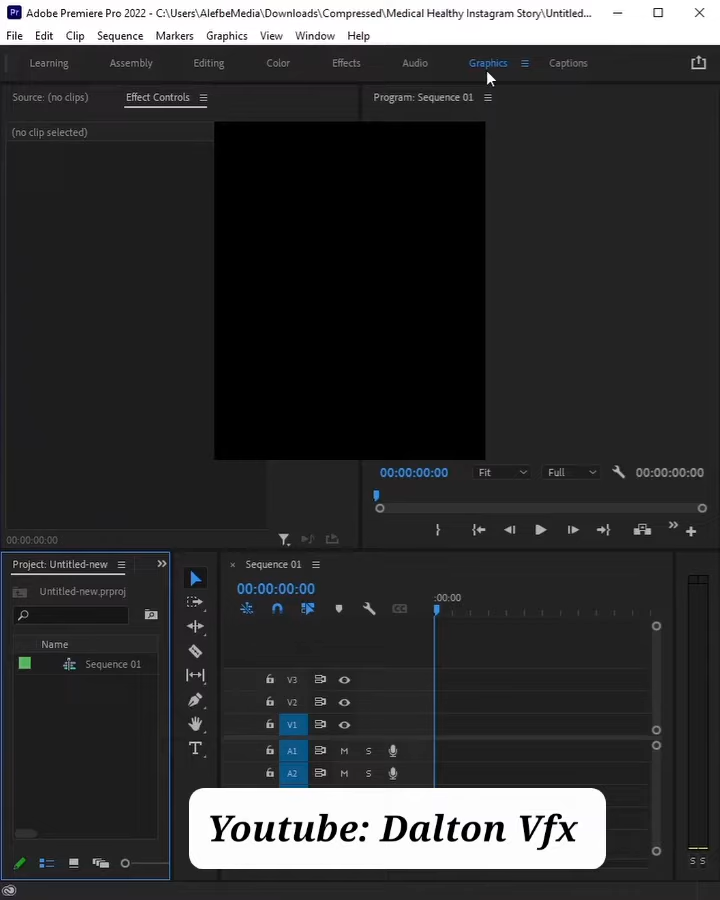 Pr Adobe Premiere Pro 2022 - C:\Users\AlefbeMedia\Downloads\Compressed\Medical Healthy Instagram Story\Untitled...
File Edit Clip Sequence Markers Graphics View Window Help
Learning Assembly Editing Color Effects Audio Graphics Captions
Source: (no clips) Effect Controls Program: Sequence 01
(no clip selected)
00:00:00:00 Fit Full 00:00:00:00
00:00:00:00
Project: Untitled-new Sequence 01
Untitled-new.prproj 00:00:00:00
:00:00
Name
Sequence 01
V3
V2
V1
A1 M S
A2 M S
Youtube: Dalton Vfx
S S